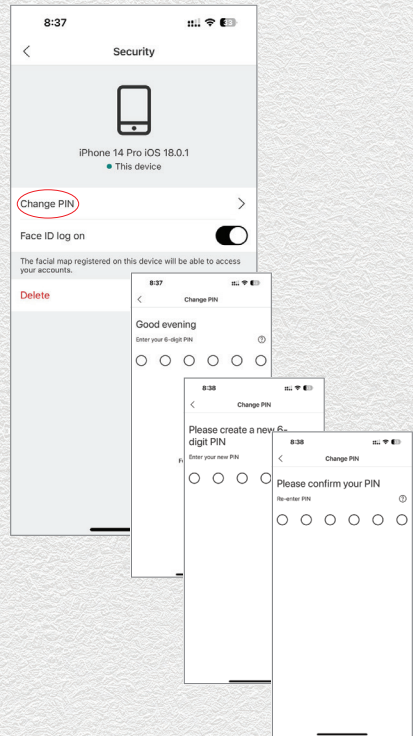 8:37
Security
iPhone 14 Pro iOS 18.0.1
This device
Change PIN
Face ID log on
The facial map registered on this device will be able to access
your accounts.
Delete
8:37
Change PIN
Good evening
Enter your 6-digit PIN
8:38
Change PIN
Please create a new 6-
digit PIN
Enter your new PIN
8:38
Change PIN
Please confirm your PIN
Re-enter PIN